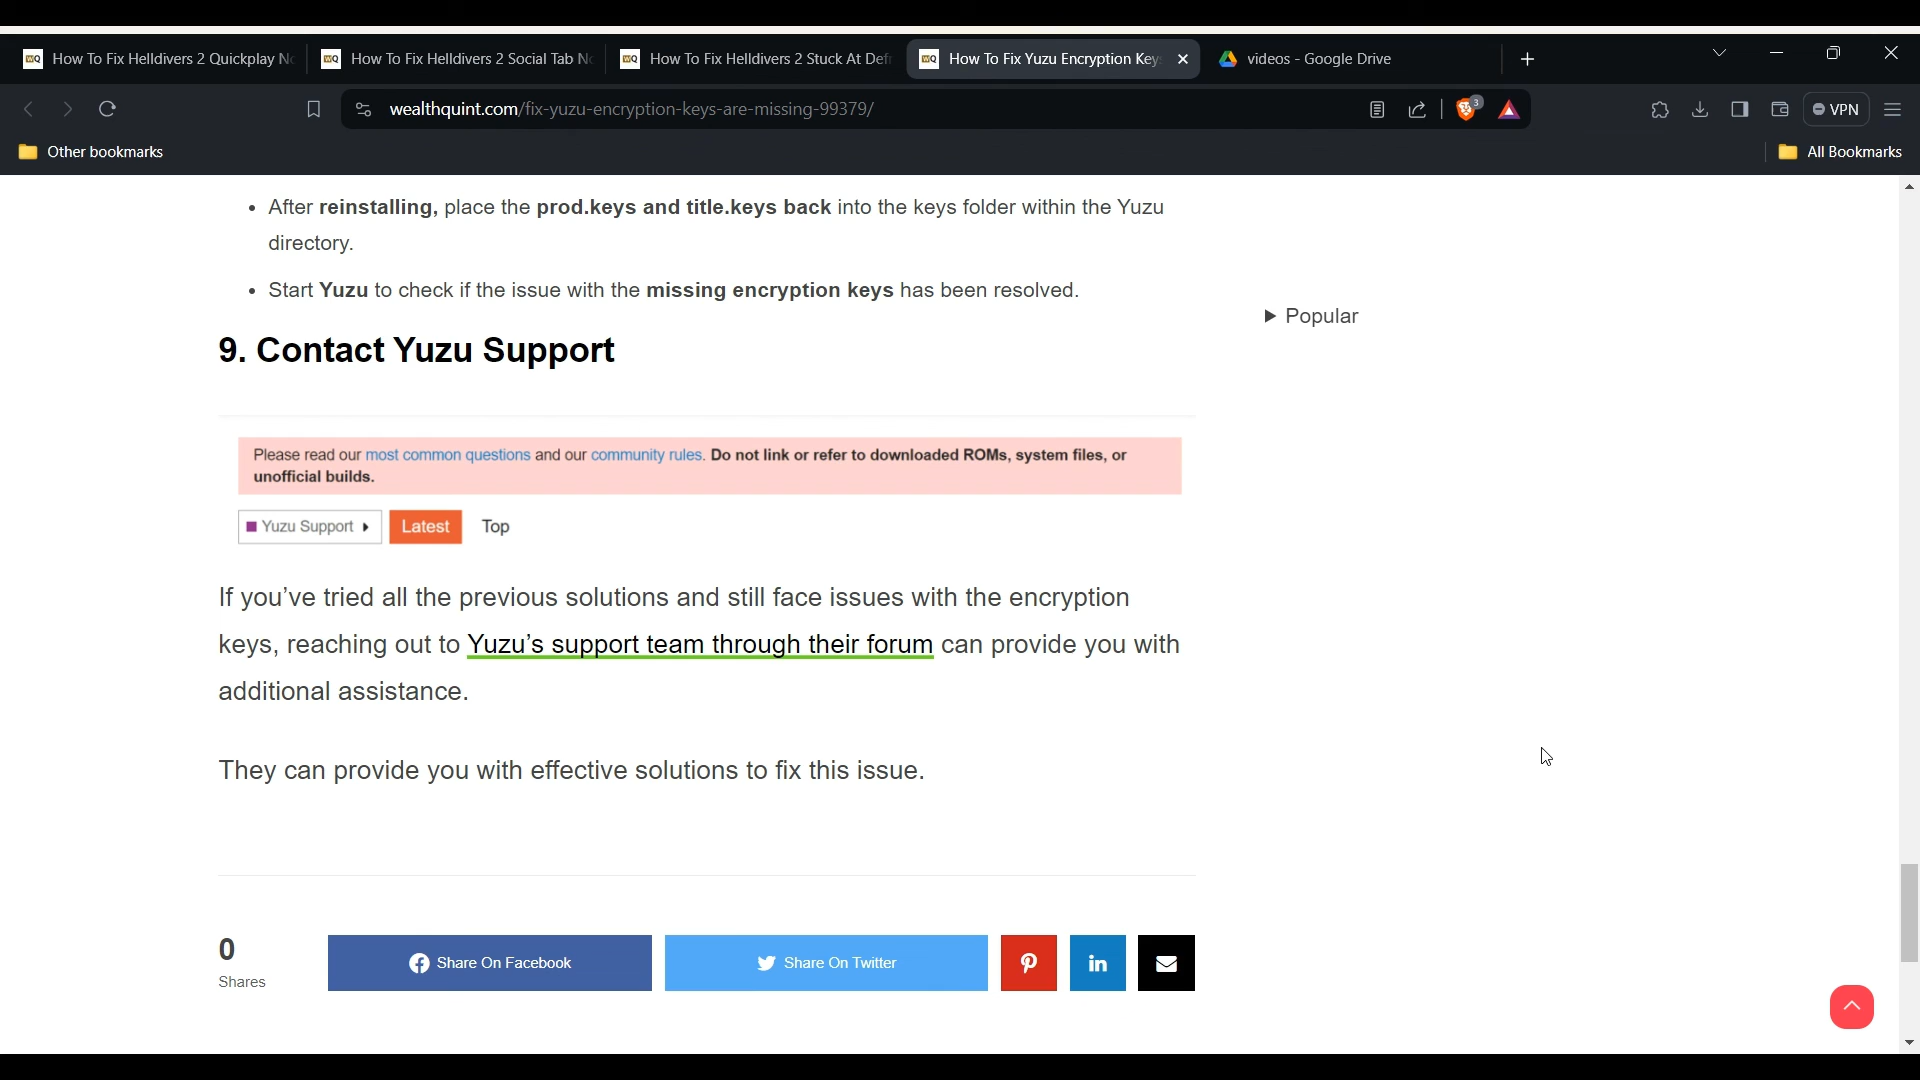 How To Fix Helldivers 2 Quickplay No
How To Fix Helldivers 2 Social Tab No
How To Fix Helldivers 2 Stuck At Defr
How To Fix Yuzu Encryption Key
videos - Google Drive
wealthquint.com/fix-yuzu-encryption-keys-are-missing-99379/
3
VPN
Other bookmarks
All Bookmarks
• After reinstalling, place the prod.keys and title.keys back into the keys folder within the Yuzu
directory.
• Start Yuzu to check if the issue with the missing encryption keys has been resolved.
Popular
9. Contact Yuzu Support
Please read our most common questions and our community rules. Do not link or refer to downloaded ROMs, system files, or
unofficial builds.
Yuzu Support Latest Top
If you’ve tried all the previous solutions and still face issues with the encryption
keys, reaching out to Yuzu’s support team through their forum can provide you with
additional assistance.
They can provide you with effective solutions to fix this issue.
0
Shares
Share On Facebook
Share On Twitter
in